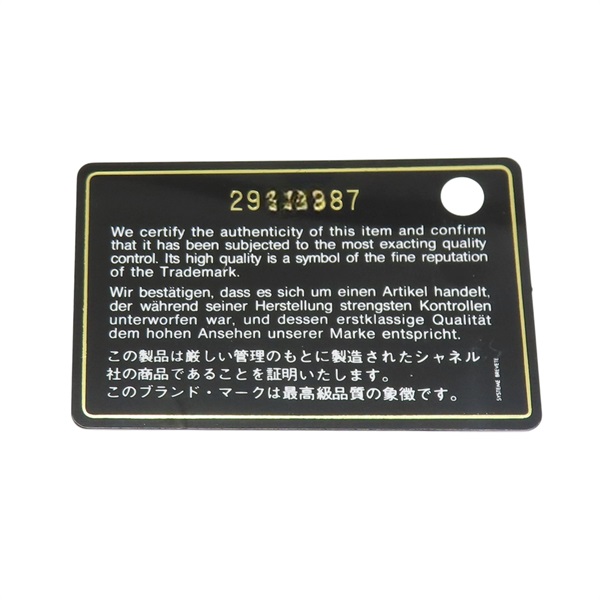 We certify the authenticity of this item and confirm
that it has been subjected to the most exacting quality
control. Its high quality is a symbol of the fine reputation
of the Trademark.
Wir bestätigen, dass es sich um einen Artikel handelt,
der während seiner Herstellung strengsten Kontrollen
unterworfen war, und dessen erstklassige Qualität
dem hohen Ansehen unserer Marke entspricht.
この製品は厳しい管理のもとに製造されたシャネル
社の商品であることを証明いたします。
このブランド・マークは最高級品質の象徴です。
SYSTEME BREVETE